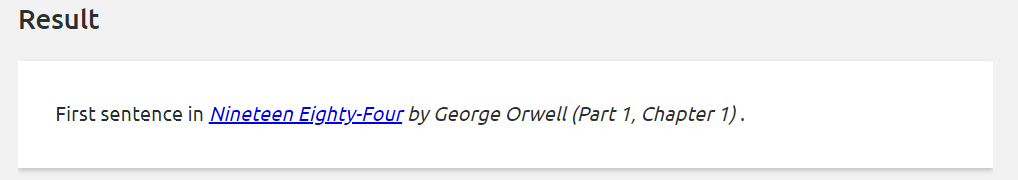 Result
First sentence in Nineteen Eighty-Four by George Orwell (Part 1, Chapter 1) .